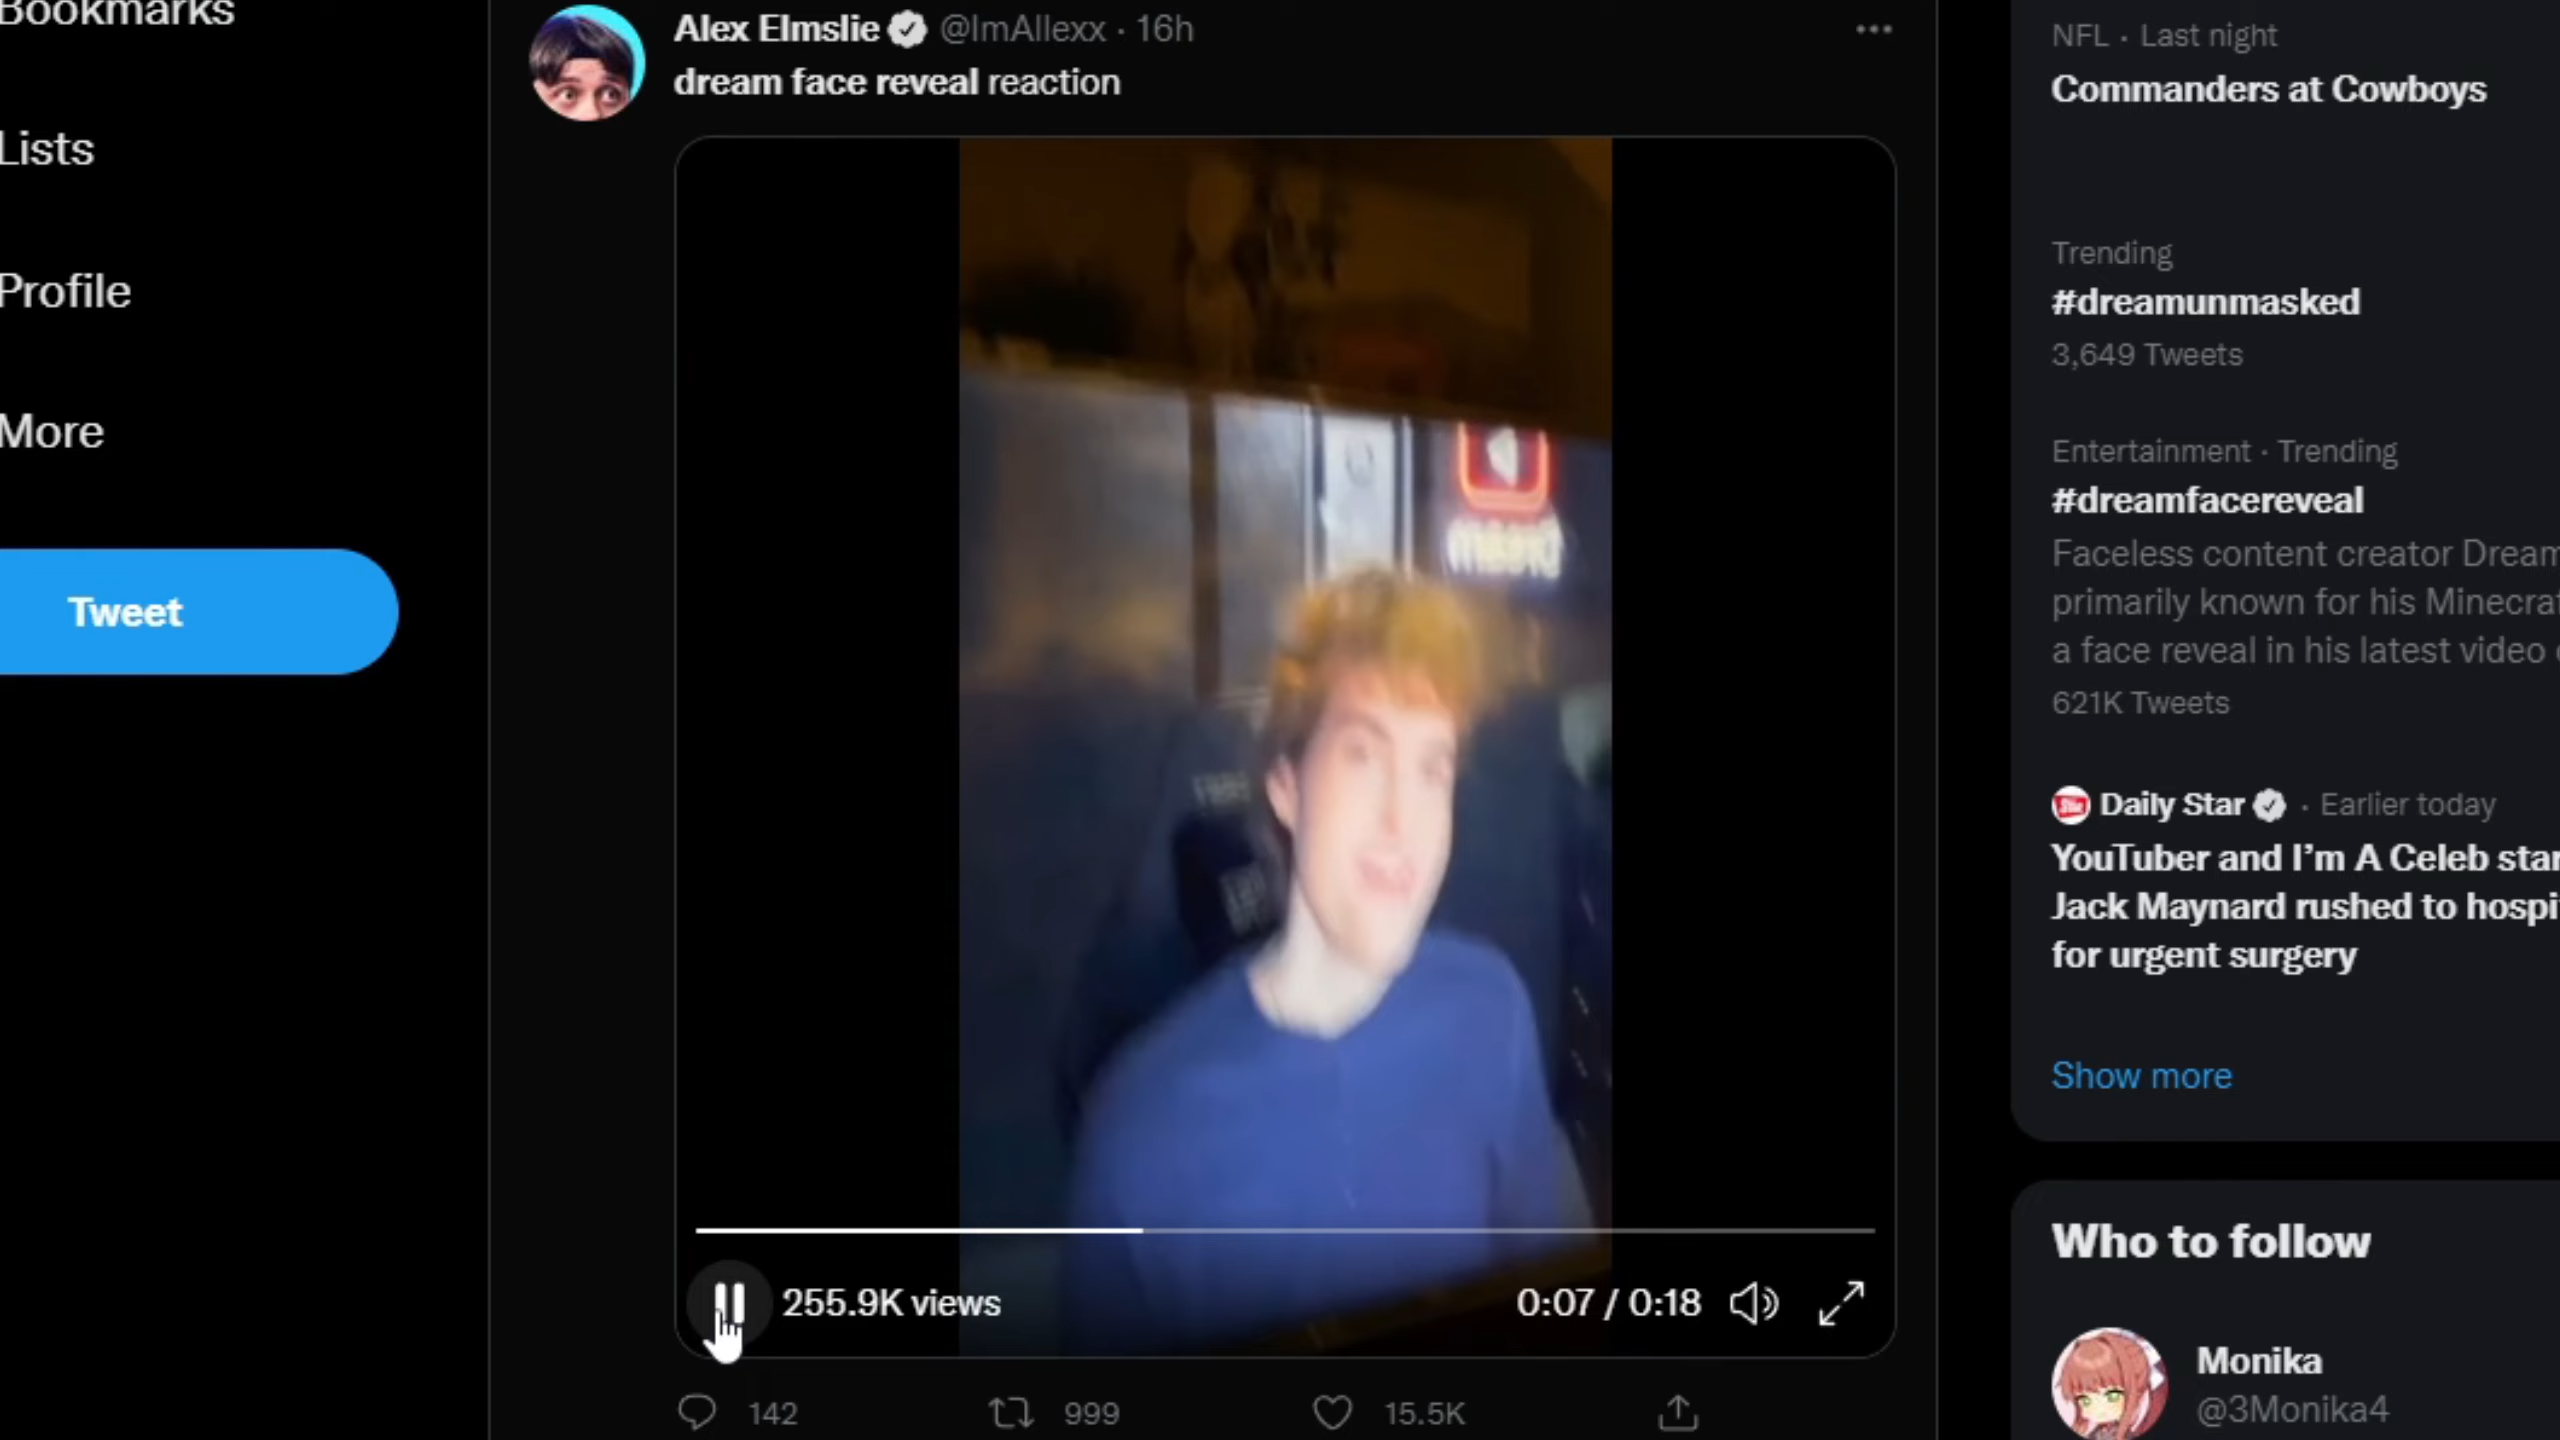 Bookmarks
Lists
Profile
More
Tweet
Alex Elmslie @ImAllexx · 16h
dream face reveal reaction
255.9K views
0:07 / 0:18
142
999
15.5K
NFL · Last night
Commanders at Cowboys
Trending
#dreamunmasked
3,649 Tweets
Entertainment · Trending
#dreamfacereveal
Faceless content creator Dream
primarily known for his Minecraf
a face reveal in his latest video
621K Tweets
Daily Star · Earlier today
YouTuber and I'm A Celeb star
Jack Maynard rushed to hospi
for urgent surgery
Show more
Who to follow
Monika
@3Monika4